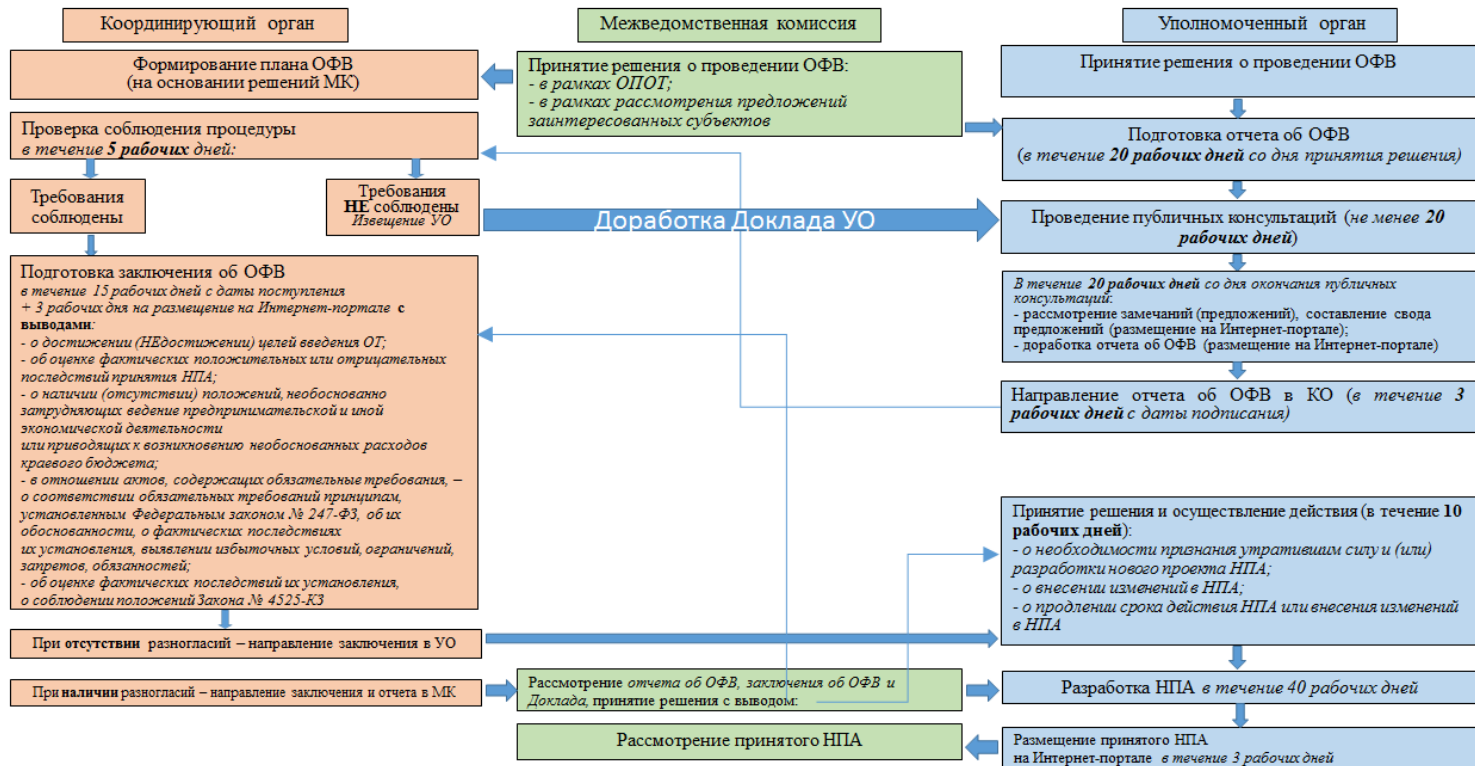 Координирующий орган
Межведомственная комиссия
Уполномоченный орган
Формирование плана ОФВ
(на основании решений МК)
Принятие решения о проведении ОФВ:
- в рамках ОПОТ;
- в рамках рассмотрения предложений
заинтересованных субъектов
Принятие решения о проведении ОФВ
Проверка соблюдения процедуры
в течение 5 рабочих дней:
Подготовка отчета об ОФВ
(в течение 20 рабочих дней со дня принятия решения)
Требования
соблюдены
Требования
НЕ соблюдены
Извещение УО
Доработка Доклада УО
Проведение публичных консультаций (не менее 20
рабочих дней)
Подготовка заключения об ОФВ
в течение 15 рабочих дней с даты поступления
+ 3 рабочих дня на размещение на Интернет-портале с
выводами:
- о достижении (НЕдостижении) целей введения ОТ;
- об оценке фактических положительных или отрицательных
последствий принятия НПА;
- о наличии (отсутствии) положений, необоснованно
затрудняющих ведение предпринимательской и иной
экономической деятельности
или приводящих к возникновению необоснованных расходов
краевого бюджета;
- в отношении актов, содержащих обязательные требования, –
о соответствии обязательных требований принципам,
установленным Федеральным законом № 247-ФЗ, об их
обоснованности, о фактических последствиях
их установления, выявлении избыточных условий, ограничений,
запретов, обязанностей;
- об оценке фактических последствий их установления,
о соблюдении положений Закона № 4525-КЗ
В течение 20 рабочих дней со дня окончания публичных
консультаций:
- рассмотрение замечаний (предложений), составление свода
предложений (размещение на Интернет-портале);
- доработка отчета об ОФВ (размещение на Интернет-портале)
Направление отчета об ОФВ в КО (в течение 3
рабочих дней с даты подписания)
Принятие решения и осуществление действия (в течение 10
рабочих дней):
- о необходимости признания утратившим силу и (или)
разработки нового проекта НПА;
- о внесении изменений в НПА;
- о продлении срока действия НПА или внесения изменений
в НПА
При отсутствии разногласий – направление заключения в УО
При наличии разногласий – направление заключения и отчета в МК
Рассмотрение отчета об ОФВ, заключения об ОФВ и
Доклада, принятие решения с выводом:
Разработка НПА в течение 40 рабочих дней
Рассмотрение принятого НПА
Размещение принятого НПА
на Интернет-портале в течение 3 рабочих дней